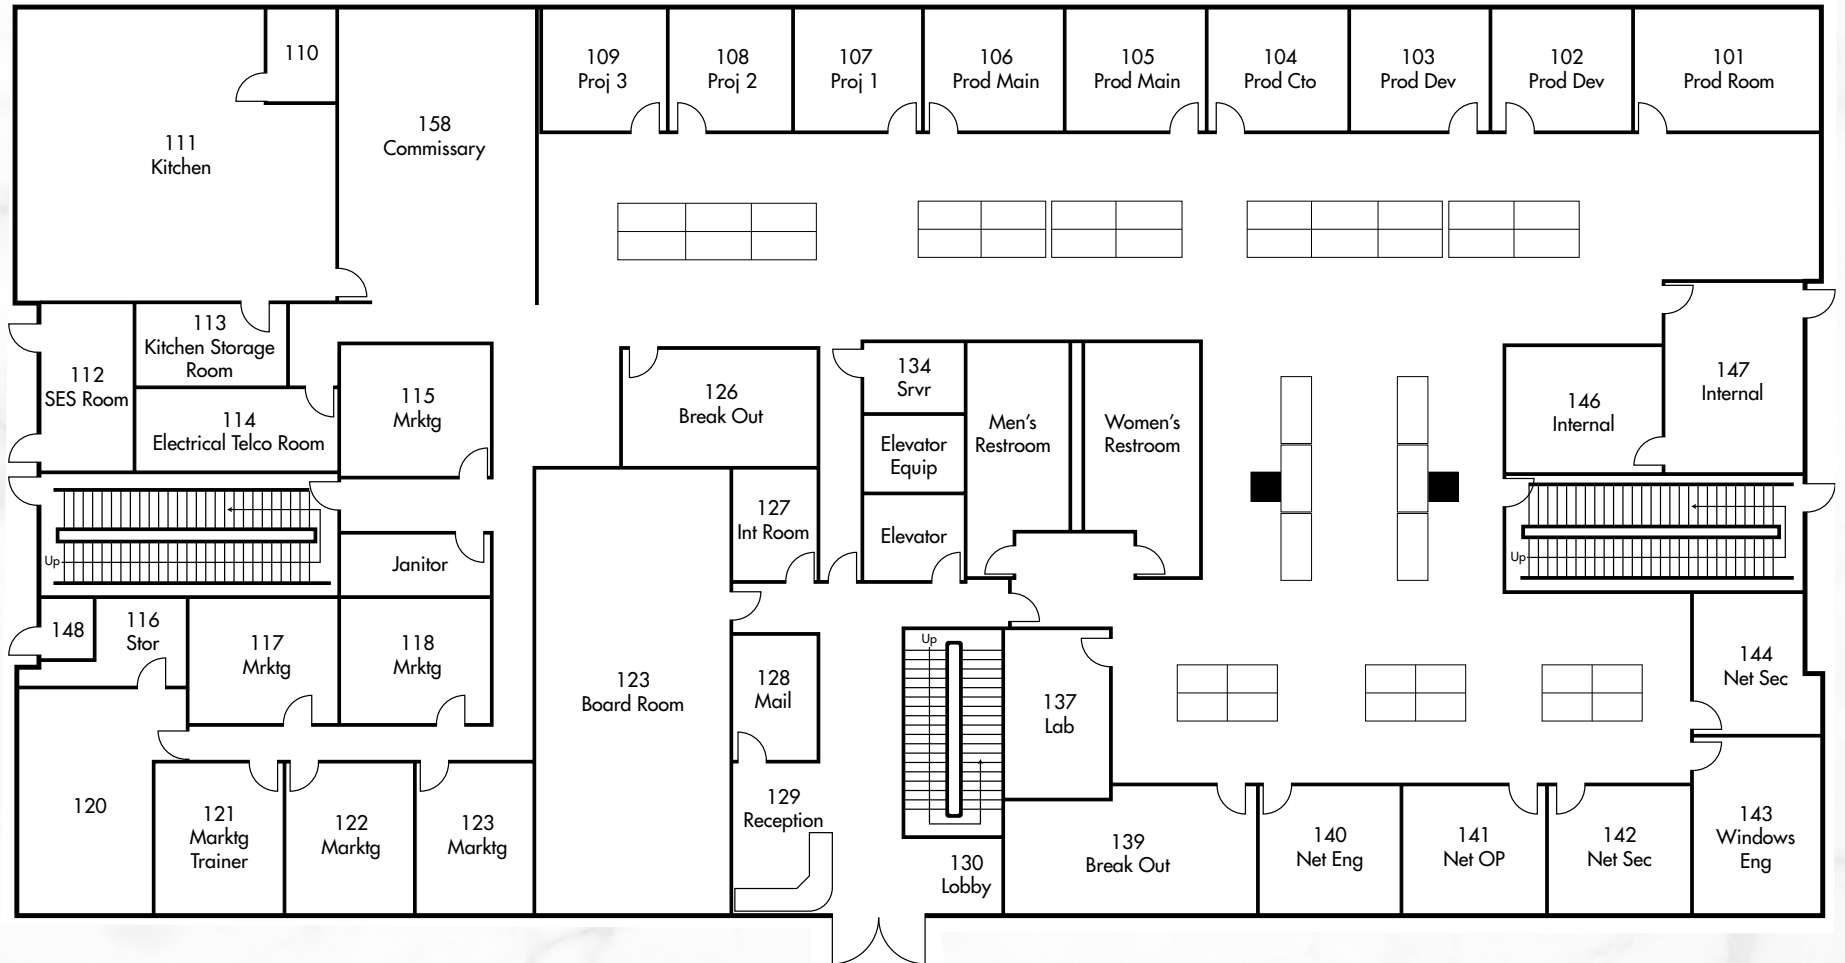 110
109
Proj 3
108
Proj 2
107
Proj 1
106
Prod Main
105
Prod Main
104
Prod Cto
103
Prod Dev
102
Prod Dev
101
Prod Room
111
Kitchen
158
Commissary
113
Kitchen Storage
Room
112
SES Room
114
Electrical Telco Room
115
Mrktg
126
Break Out
134
Srvr
Elevator
Equip
Men's
Restroom
Women's
Restroom
146
Internal
147
Internal
127
Int Room
Elevator
Up
Janitor
Up
148
116
Stor
117
Mrktg
118
Mrktg
123
Board Room
128
Mail
Up
137
Lab
144
Net Sec
120
121
Marktg
Trainer
122
Marktg
123
Marktg
129
Reception
130
Lobby
139
Break Out
140
Net Eng
141
Net OP
142
Net Sec
143
Windows
Eng